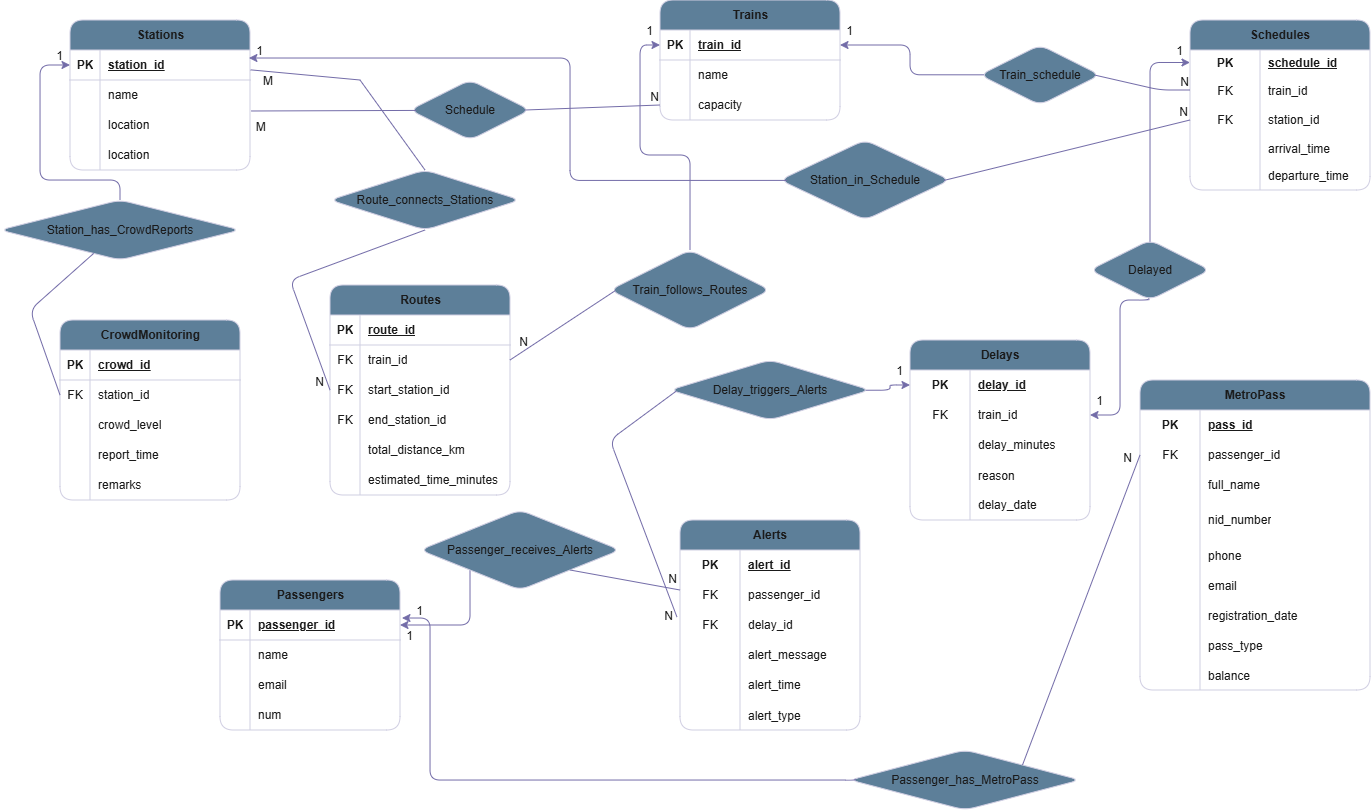 Stations
PK station_id
name
location
location
Trains
PK train_id
name
capacity
Schedules
PK schedule_id
FK train_id
FK station_id
arrival_time
departure_time
1
1
M
M
Schedule
N
1
1
Train_schedule
1
N
N
Station_in_Schedule
Route_connects_Stations
Station_has_CrowdReports
Train_follows_Routes
Delayed
CrowdMonitoring
PK crowd_id
FK station_id
crowd_level
report_time
remarks
Routes
PK route_id
FK train_id
FK start_station_id
FK end_station_id
total_distance_km
estimated_time_minutes
N
N
Delay_triggers_Alerts
1
Delays
PK delay_id
FK train_id
delay_minutes
reason
delay_date
1
MetroPass
PK pass_id
FK passenger_id
full_name
nid_number
phone
email
registration_date
pass_type
balance
N
Passenger_receives_Alerts
N
N
Alerts
PK alert_id
FK passenger_id
FK delay_id
alert_message
alert_time
alert_type
Passengers
PK passenger_id
name
email
num
1
1
Passenger_has_MetroPass